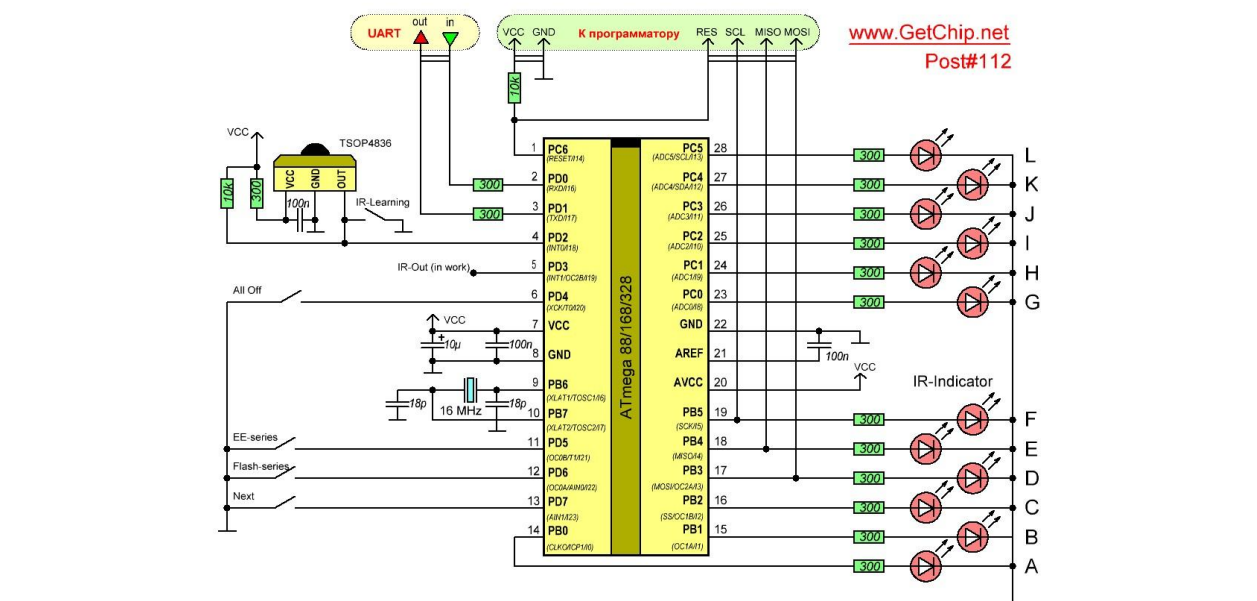 UART
out
in
VCC
GND
К программатору
RES
SCL
MISO
MOSI
www.GetChip.net
Post#112
10k
VCC
TSOP4836
VCC
GND
OUT
10k
300
100n
IR-Learning
300
300
IR-Out (in work)
All Off
VCC
10µ
100n
18p
16 MHz
18p
EE-series
Flash-series
Next
ATmega 88/168/328
1 PC6
(RESET/I14)
2 PD0
(RXD/I16)
3 PD1
(TXD/I17)
4 PD2
(INT0/I18)
5 PD3
(INT1/OC2B/I19)
6 PD4
(XCK/T0/I20)
7 VCC
8 GND
9 PB6
(XLAT1/TOSC1/I6)
10 PB7
(XLAT2/TOSC2/I7)
11 PD5
(OC0B/T1/I21)
12 PD6
(OC0A/AIN0/I22)
13 PD7
(AIN1/I23)
14 PB0
(CLKO/ICP1/I0)
PC5 28 300 L
(ADC5/SCL/I13)
PC4 27 300 K
(ADC4/SDA/I12)
PC3 26 300 J
(ADC3/I11)
PC2 25 300 I
(ADC2/I10)
PC1 24 300 H
(ADC1/I9)
PC0 23 300 G
(ADC0/I8)
GND 22
AREF 21
100n
VCC
AVCC 20
IR-Indicator
PB5 19 300 F
(SCK/I5)
PB4 18 300 E
(MISO/I4)
PB3 17 300 D
(MOSI/OC2A/I3)
PB2 16 300 C
(SS/OC1B/I2)
PB1 15 300 B
(OC1A/I1)
300 A